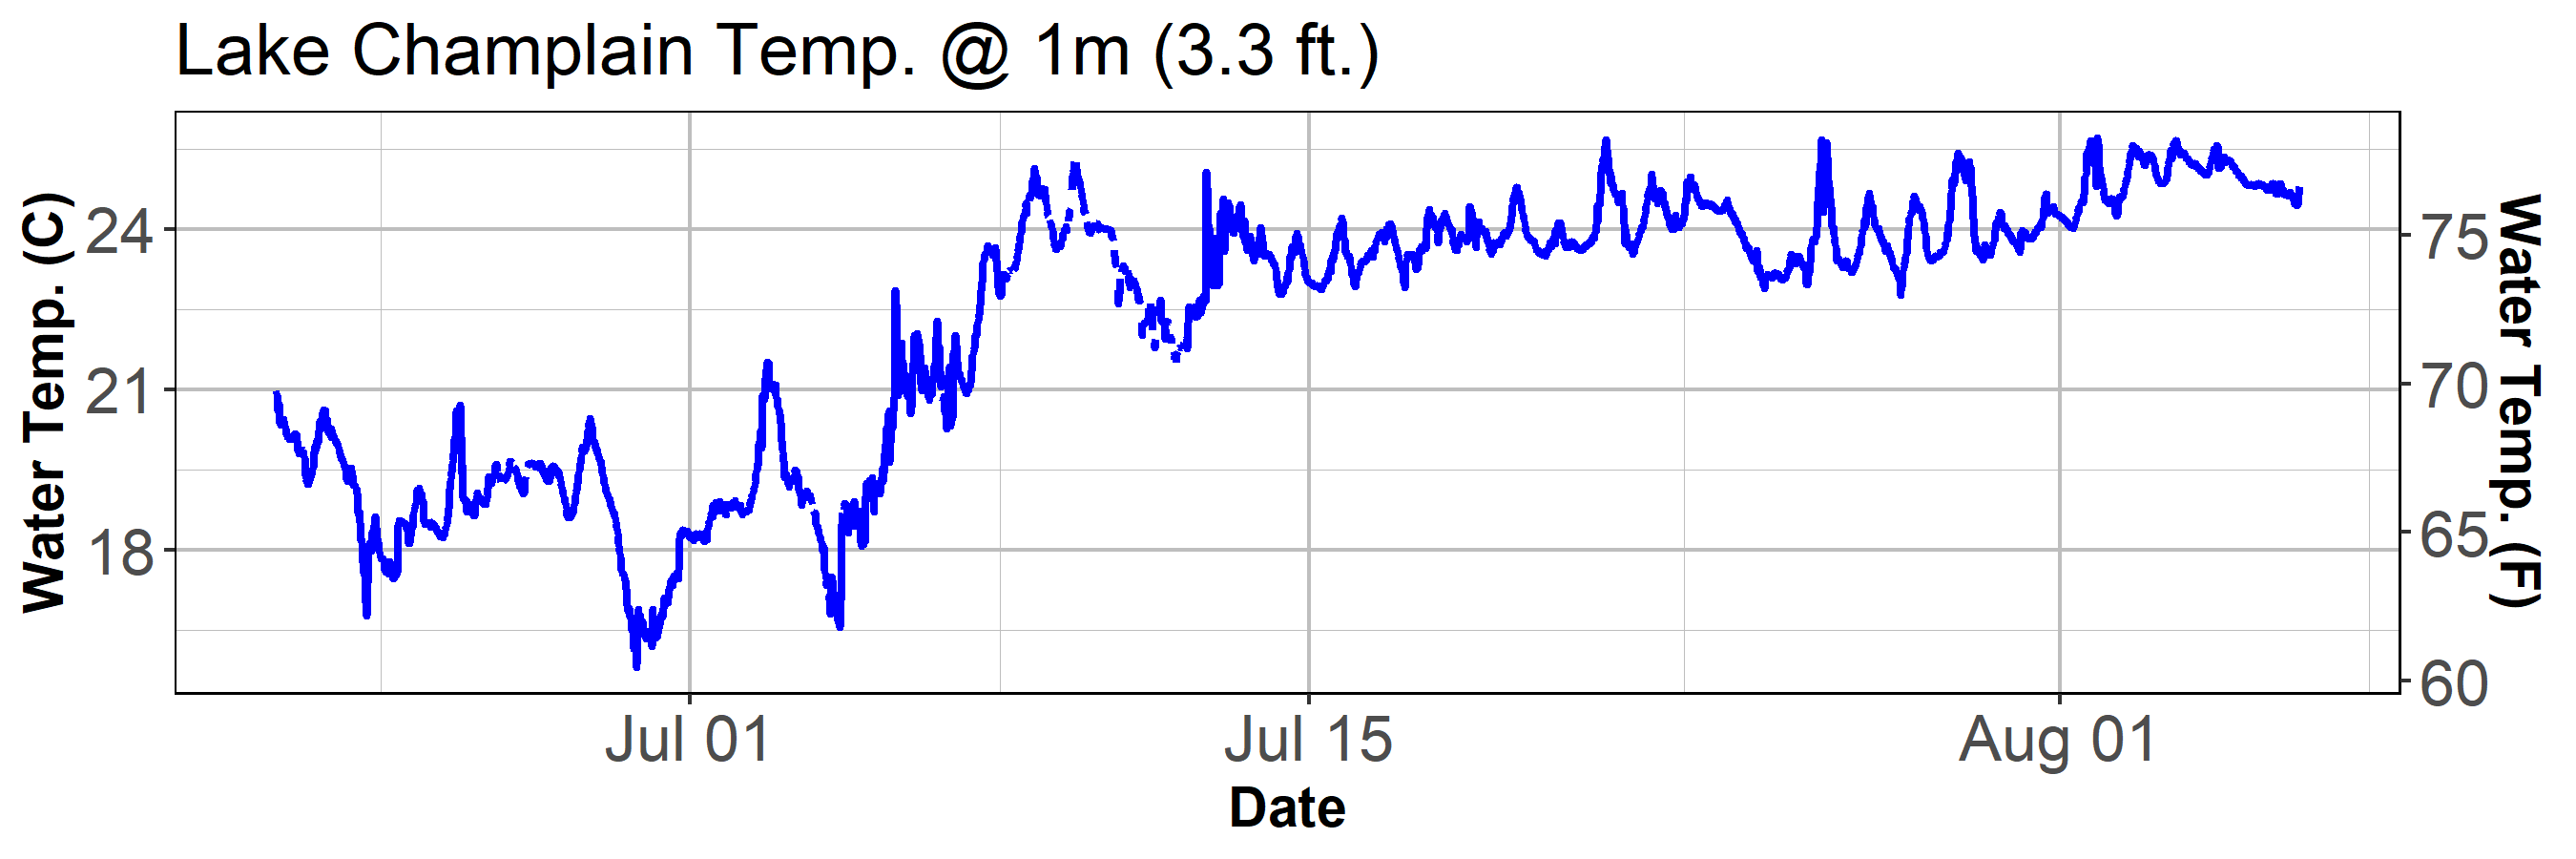 Lake Champlain Temp. @ 1m (3.3 ft.)
Water Temp. (C)
24
21
18
75
70
65
60
Water Temp. (F)
Jul 01
Jul 15
Aug 01
Date